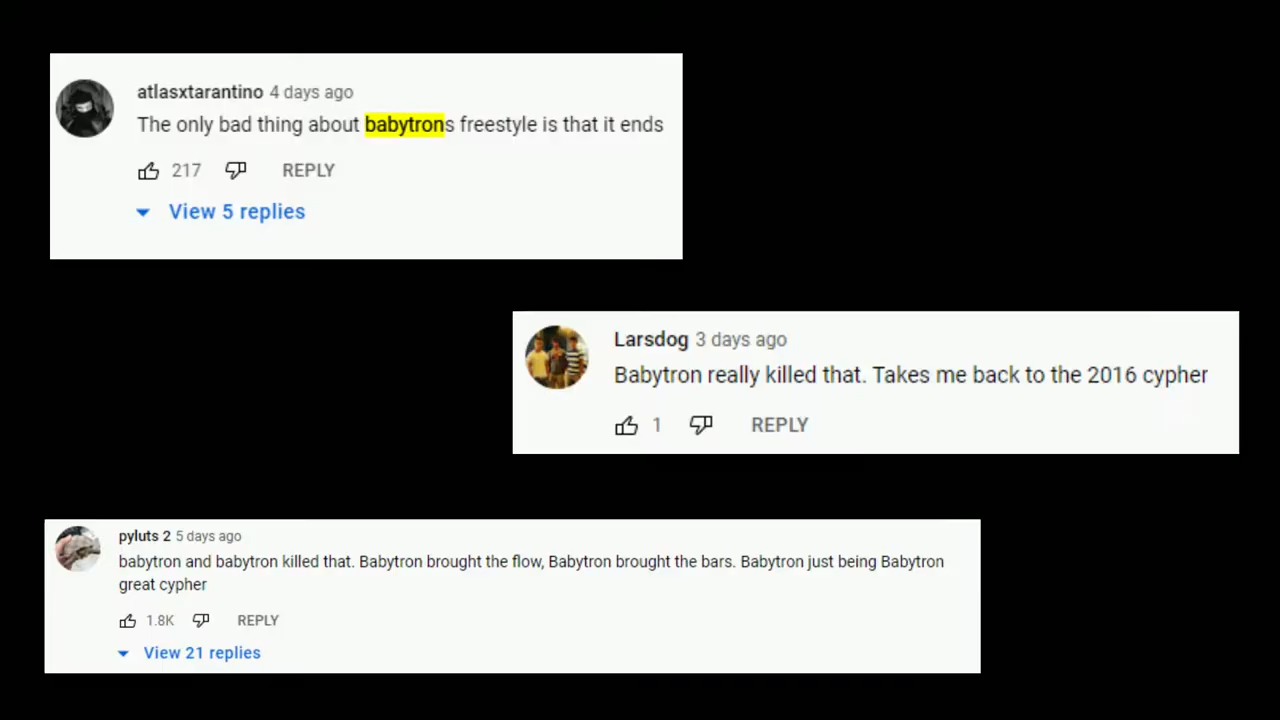 atlasxtarantino 4 days ago
The only bad thing about babytrons freestyle is that it ends
217 REPLY
View 5 replies
Larsdog 3 days ago
Babytron really killed that. Takes me back to the 2016 cypher
1 REPLY
pyluts 2 5 days ago
babytron and babytron killed that. Babytron brought the flow, Babytron brought the bars. Babytron just being Babytron
great cypher
1.8K REPLY
View 21 replies